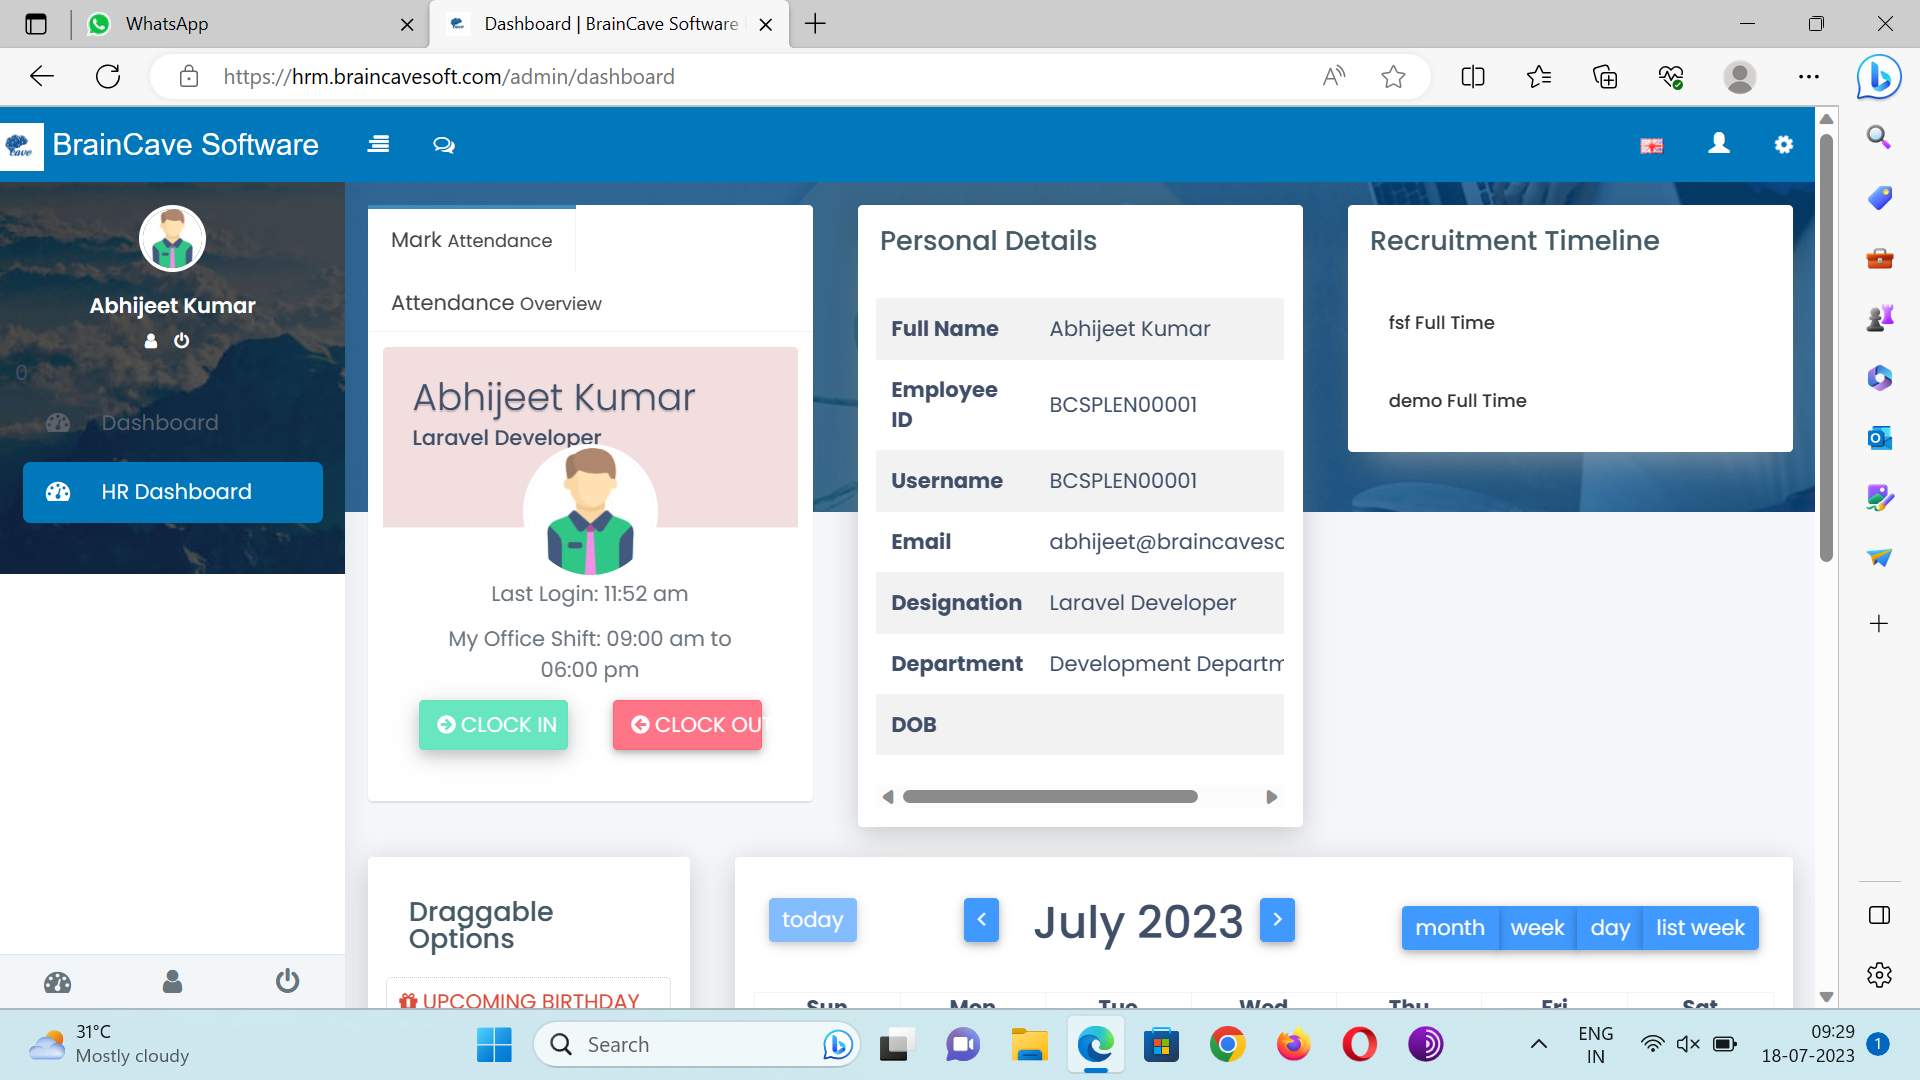 WhatsApp
Dashboard | BrainCave Software
https://hrm.braincavesoft.com/admin/dashboard
cave
BrainCave Software
Abhijeet Kumar
0
Dashboard
HR Dashboard
Mark Attendance
Attendance Overview
Abhijeet Kumar
Laravel Developer
Last Login: 11:52 am
My Office Shift: 09:00 am to
06:00 pm
CLOCK IN
CLOCK OUT
Personal Details
Full Name Abhijeet Kumar
Employee
ID
BCSPLEN00001
Username BCSPLEN00001
Email abhijeet@braincaveso
Designation Laravel Developer
Department Development Departm
DOB
Recruitment Timeline
fsf Full Time
demo Full Time
Draggable
Options
UPCOMING BIRTHDAY
today
July 2023
month week day list week
Sun Mon Tue Wed Thu Fri Sat
31°C
Mostly cloudy
Search
ENG
IN
09:29
18-07-2023
1